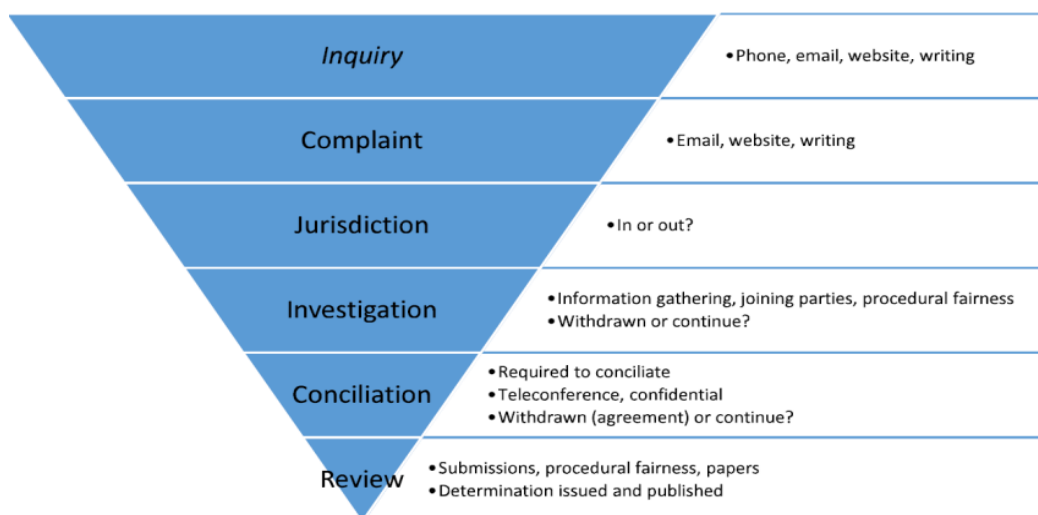 Inquiry
•Phone, email, website, writing
Complaint
•Email, website, writing
Jurisdiction
•In or out?
Investigation
•Information gathering, joining parties, procedural fairness
•Withdrawn or continue?
Conciliation
•Required to conciliate
•Teleconference, confidential
•Withdrawn (agreement) or continue?
Review
•Submissions, procedural fairness, papers
•Determination issued and published